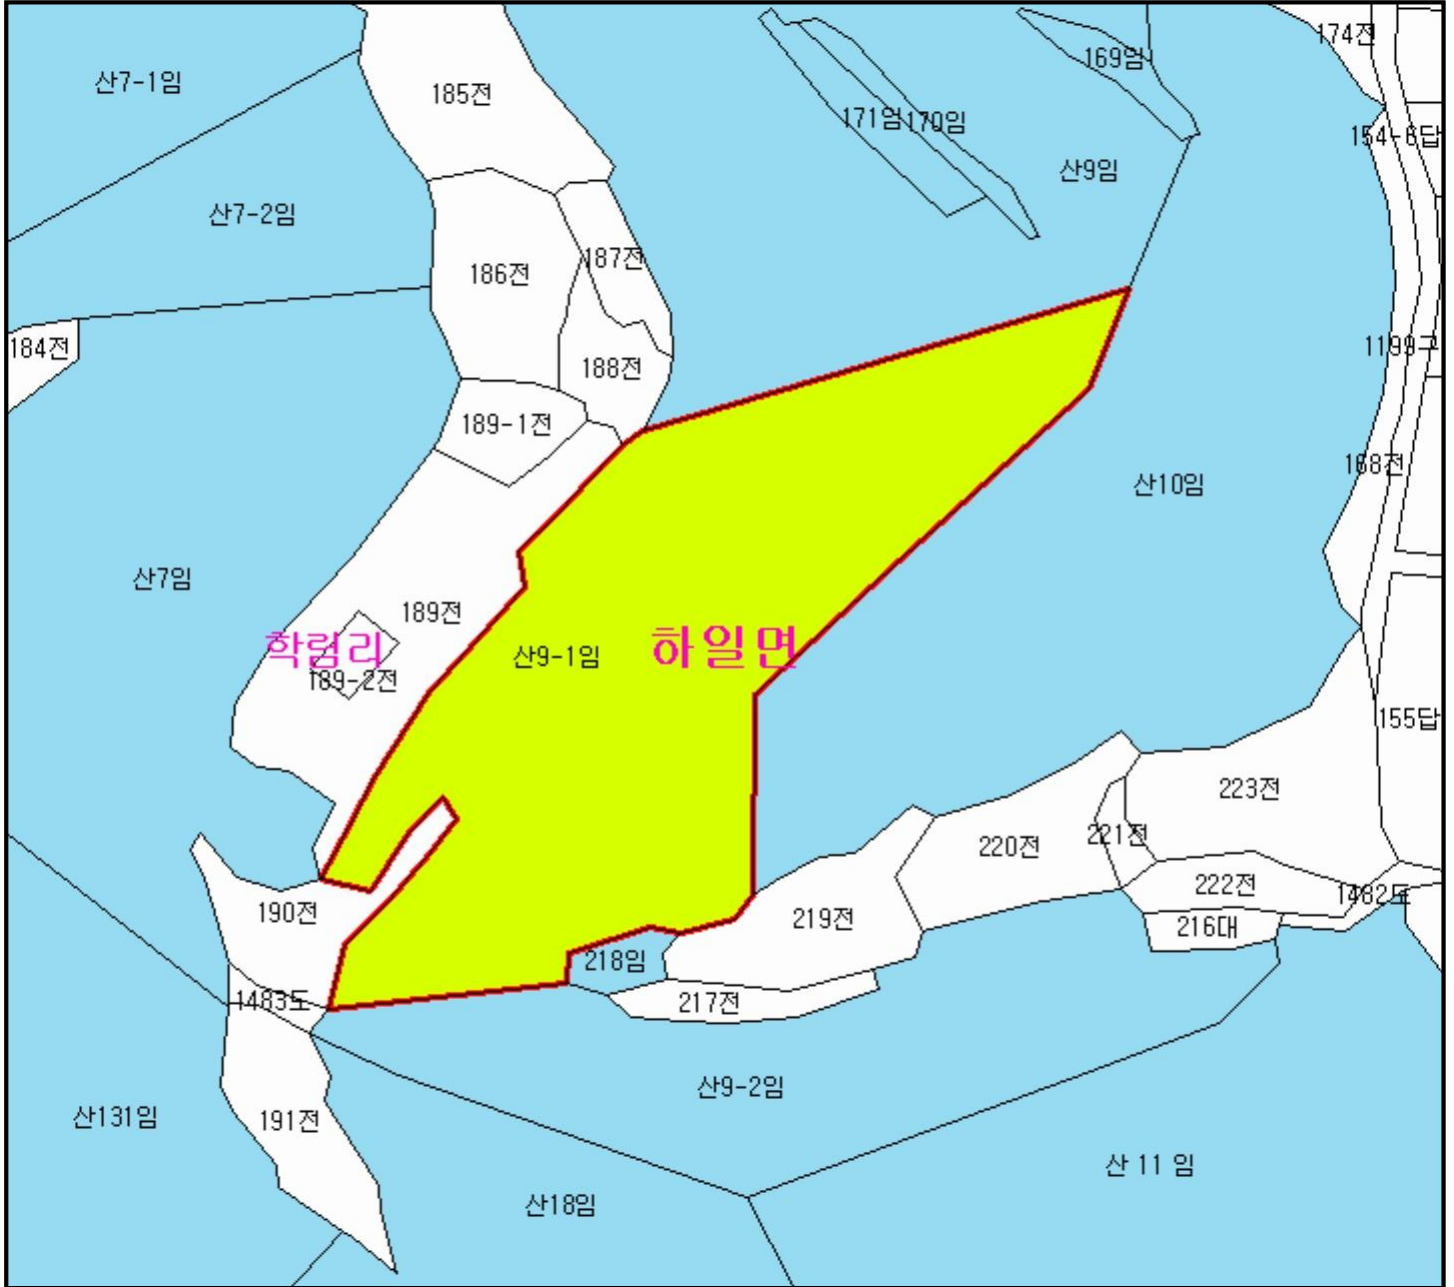 174전
169임
산7-1임
185전
171임
170임
154-6답
산9임
산7-2임
187전
186전
184전
188전
189-1전
168전
산10임
산7임
189전
학림리
하일면
산9-1임
189-2전
155답
223전
221전
220전
222전
1482도
190전
219전
216대
218임
1483도
217전
산9-2임
산131임
191전
산 11 임
산18임